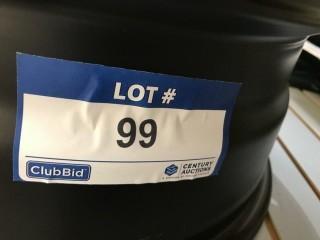 LOT #
99
ClubBid
CENTURY
AUCTIONS